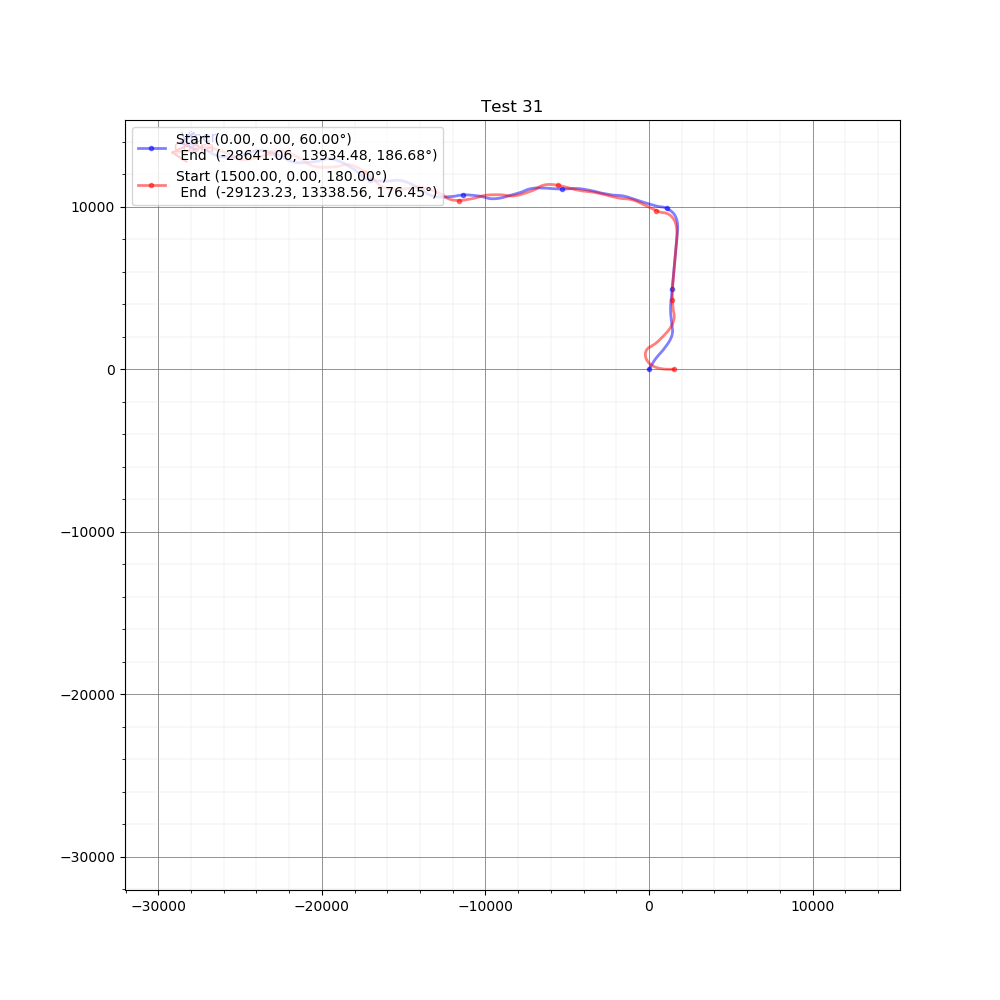 Test 31
Start (0.00, 0.00, 60.00°)
End (-28641.06, 13934.48, 186.68°)
Start (1500.00, 0.00, 180.00°)
End (-29123.23, 13338.56, 176.45°)
10000
0
−10000
−20000
−30000
−30000 −20000 −10000 0 10000